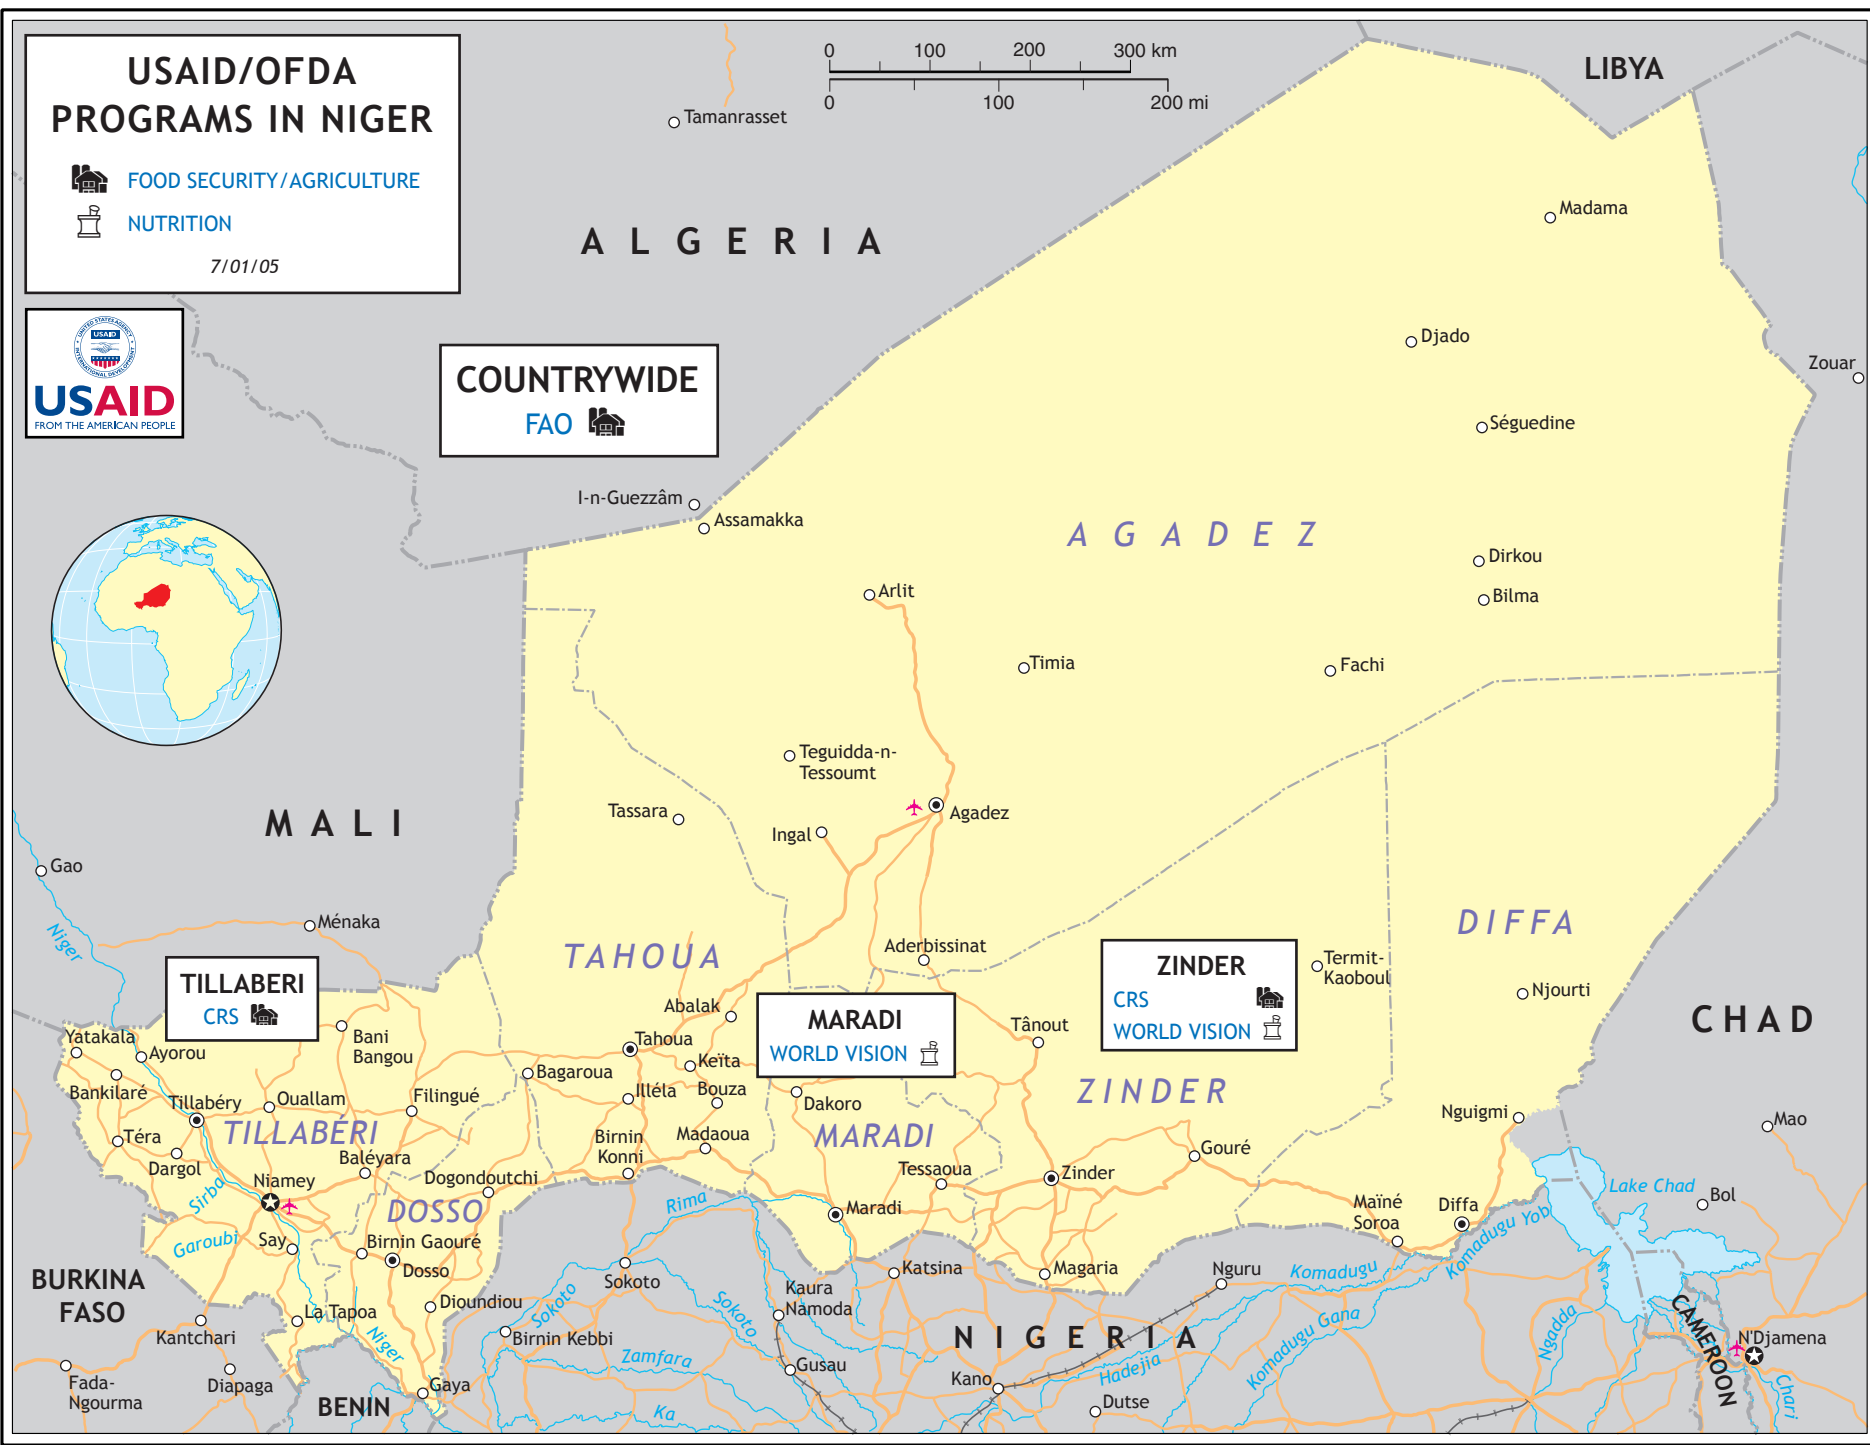 USAID/OFDA
PROGRAMS IN NIGER
FOOD SECURITY/AGRICULTURE
NUTRITION
7/01/05
0 100 200 300 km
0 100 200 mi
LIBYA
Tamanrasset
ALGERIA
Madama
UNITED STATES AGENCY
USAID
INTERNATIONAL DEVELOPMENT
USAID
FROM THE AMERICAN PEOPLE
COUNTRYWIDE
FAO
Djado
Zouar
Séguedine
I-n-Guezzâm
Assamakka
AGADEZ
Dirkou
Arlit
Bilma
Timia
Fachi
Teguidda-n-
Tessoumt
Tassara
Agadez
Ingal
MALI
Gao
Niger
Ménaka
DIFFA
TAHOUA
Aderbissinat
TILLABERI
CRS
ZINDER
CRS
WORLD VISION
Termit-
Kaoboul
Njourti
Abalak
MARADI
WORLD VISION
CHAD
Tânout
Yatakala
Ayorou
Bani
Bangou
Tahoua
Keïta
Bagaroua
Bankilaré
Tillabéry
Ouallam
Filingué
Illéla
Bouza
Dakoro
ZINDER
Nguigmi
Mao
Téra
TILLABÉRI
Birnin
Konni
Madaoua
MARADI
Gouré
Dargol
Baléyara
Dogondoutchi
Tessaoua
Zinder
Niamey
Sirba
DOSSO
Rima
Maradi
Maïné
Soroa
Diffa
Lake Chad
Bol
Garoubi
Say
Birnin Gaouré
Dosso
Komadugu Yob
BURKINA
FASO
Sokoto
Kaura
Namoda
Katsina
Magaria
Nguru
Komadugu
La Tapoa
Dioundiou
Sokoto
Sokoto
Komadugu Gana
Ngadda
CAMEROON
Kantchari
Niger
Birnin Kebbi
NIGERIA
N'Djamena
Zamfara
Gusau
Hadejia
Fada-
Ngourma
Diapaga
Gaya
Kano
Chari
BENIN
Ka
Dutse